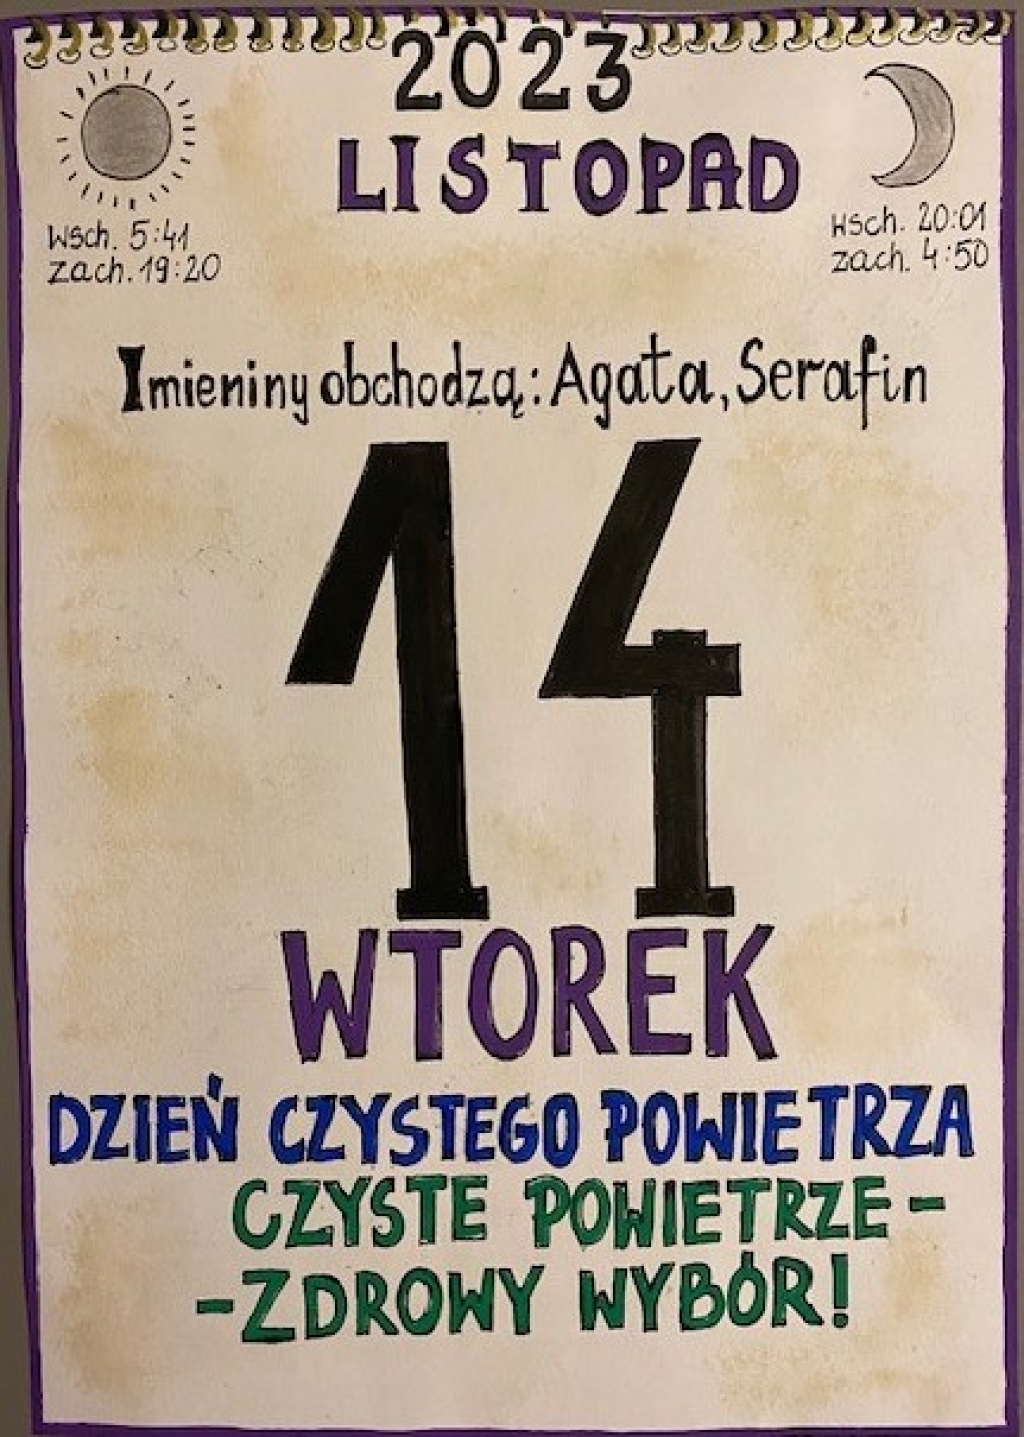 2023
LISTOPAD
Wsch. 5:41
Zach. 19:20
Wsch. 20:01
Zach. 4:50
Imieniny obchodzą: Agata, Serafin
14
WTOREK
DZIEŃ CZYSTEGO POWIETRZA
CZYSTE POWIETRZE -
- ZDROWY WYBÓR!